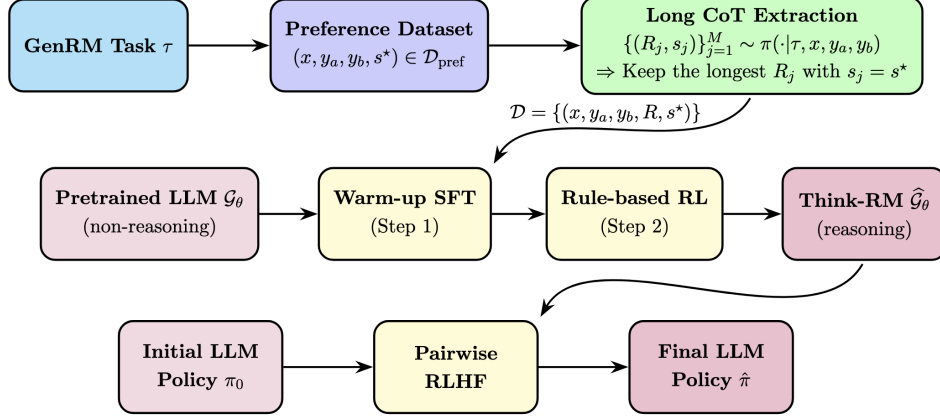 GenRM Task τ
Preference Dataset
(x, y_a, y_b, s^⋆) ∈ 𝒟_pref
Long CoT Extraction
{(R_j, s_j)}_{j=1}^M ∼ π(·|τ, x, y_a, y_b)
⇒ Keep the longest R_j with s_j = s^⋆
𝒟 = {(x, y_a, y_b, R, s^⋆)}
Pretrained LLM 𝒢_θ
(non-reasoning)
Warm-up SFT
(Step 1)
Rule-based RL
(Step 2)
Think-RM 𝒢̂_θ
(reasoning)
Initial LLM
Policy π_0
Pairwise
RLHF
Final LLM
Policy π̂